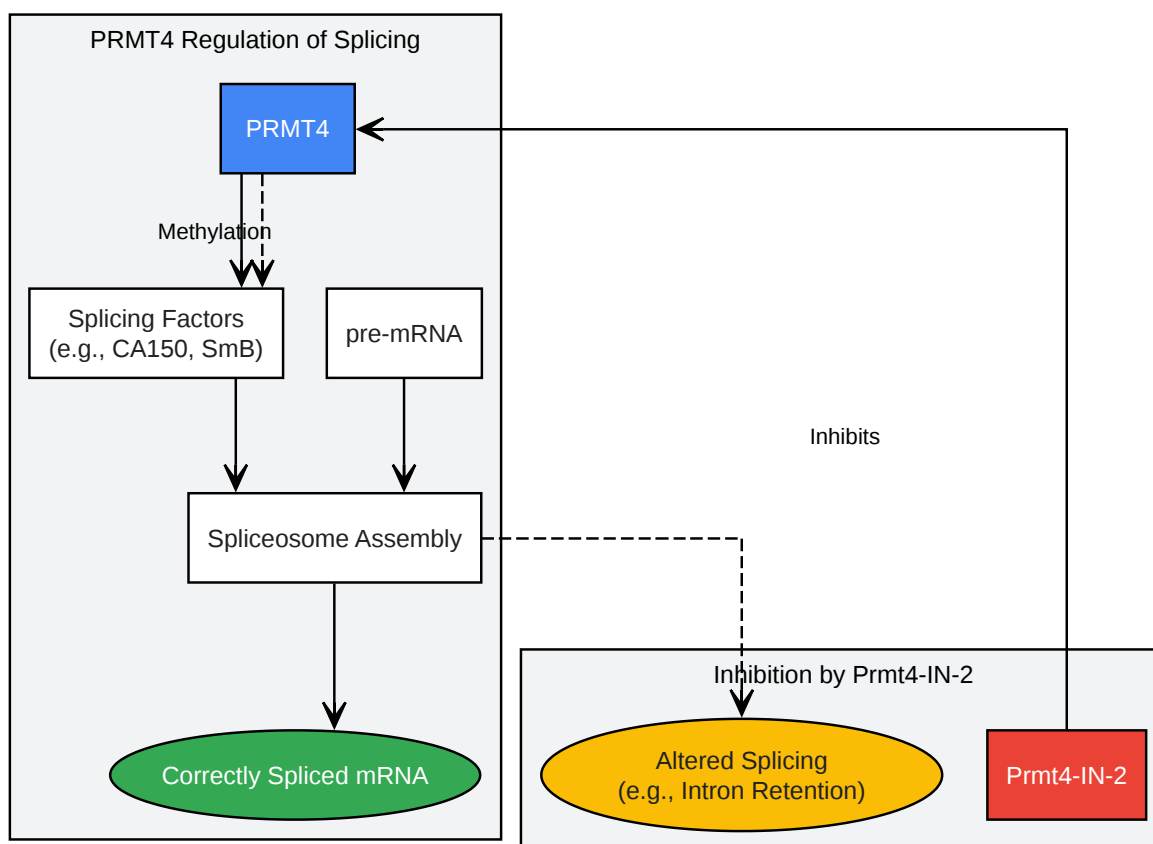 PRMT4 Regulation of Splicing
PRMT4
Methylation
Splicing Factors
(e.g., CA150, SmB)
pre-mRNA
Inhibits
Spliceosome Assembly
Inhibition by Prmt4-IN-2
Correctly Spliced mRNA
Altered Splicing
(e.g., Intron Retention)
Prmt4-IN-2